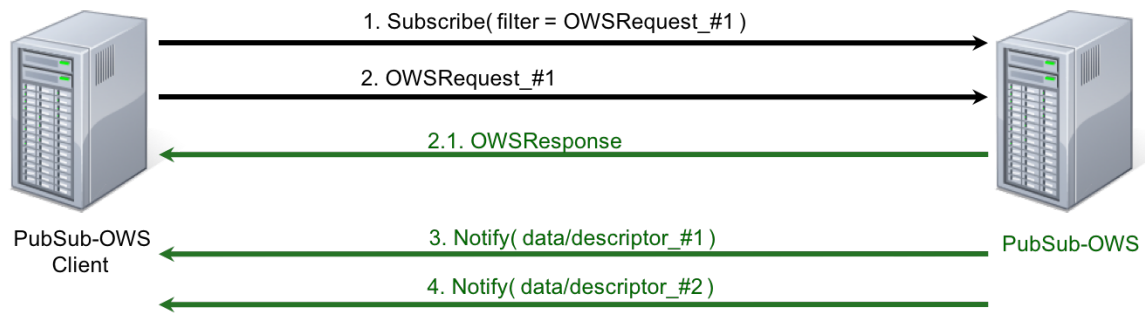 1. Subscribe( filter = OWSRequest_#1 )
2. OWSRequest_#1
2.1. OWSResponse
PubSub-OWS
Client
3. Notify( data/descriptor_#1 )
PubSub-OWS
4. Notify( data/descriptor_#2 )